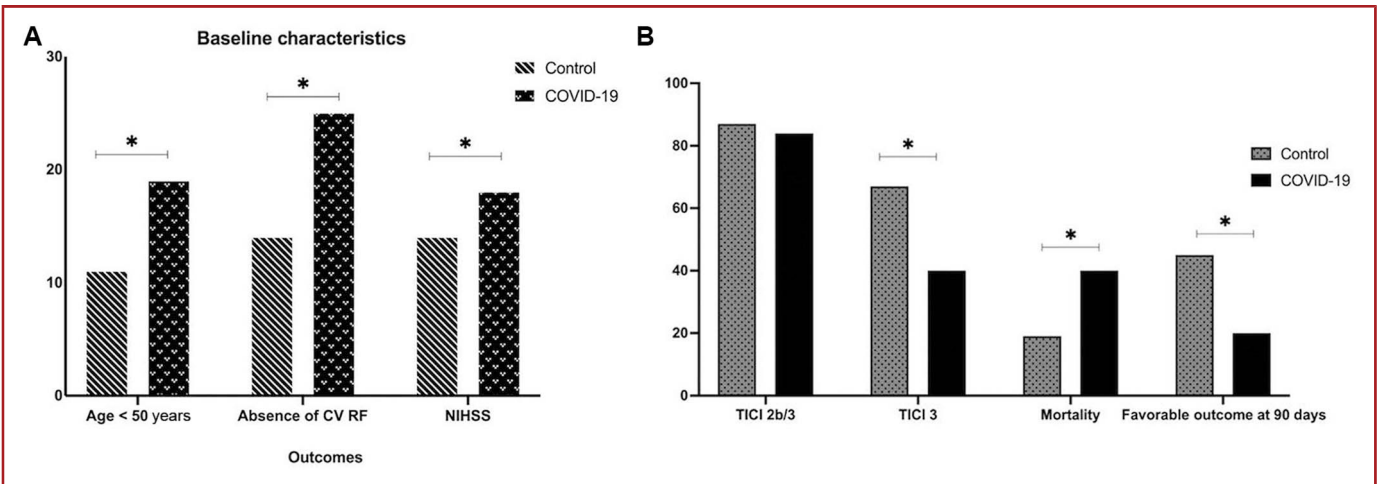 A
Baseline characteristics
30
20
10
0
Control
COVID-19
*
*
*
Age < 50 years
Absence of CV RF
NIHSS
Outcomes
B
100
80
60
40
20
0
Control
COVID-19
*
*
*
TICI 2b/3
TICI 3
Mortality
Favorable outcome at 90 days